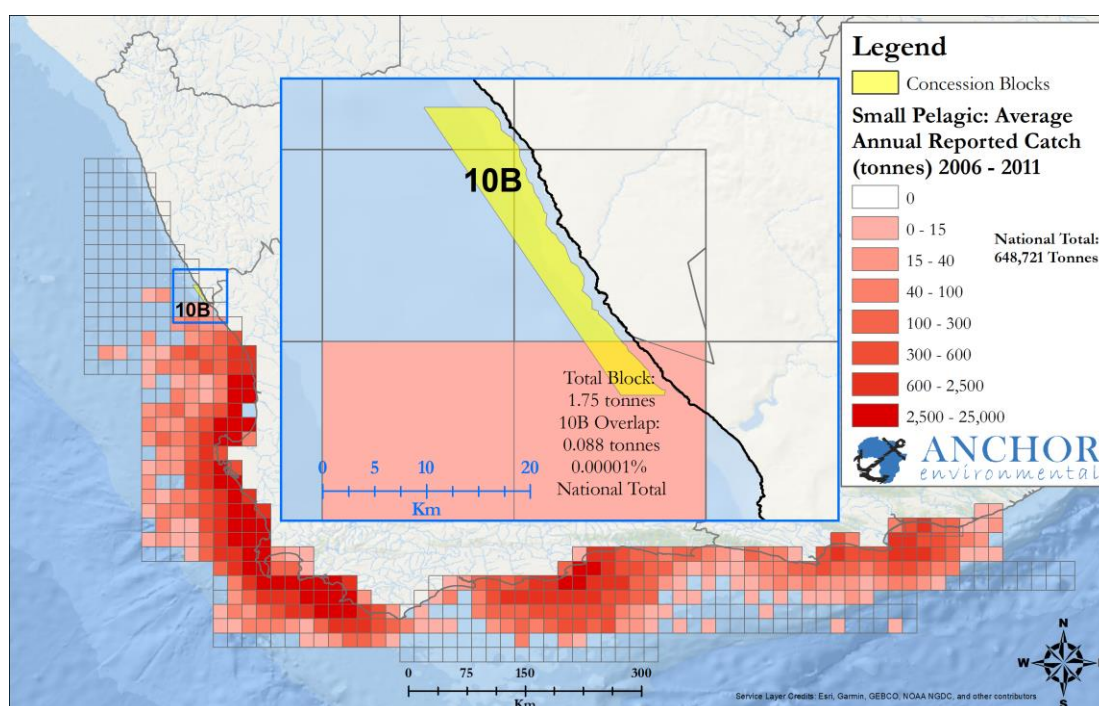 Legend
Concession Blocks
Small Pelagic: Average
Annual Reported Catch
(tonnes) 2006 - 2011
0
0 - 15
15 - 40
40 - 100
100 - 300
300 - 600
600 - 2,500
2,500 - 25,000
National Total:
648,721 Tonnes
ANCHOR
environmental
10B
10B
Total Block:
1.75 tonnes
10B Overlap:
0.088 tonnes
0.00001%
National Total
0 5 10 20
Km
0 75 150 300
Km
N
W
S
Service Layer Credits: Esri, Garmin, GEBCO, NOAA NGDC, and other contributors